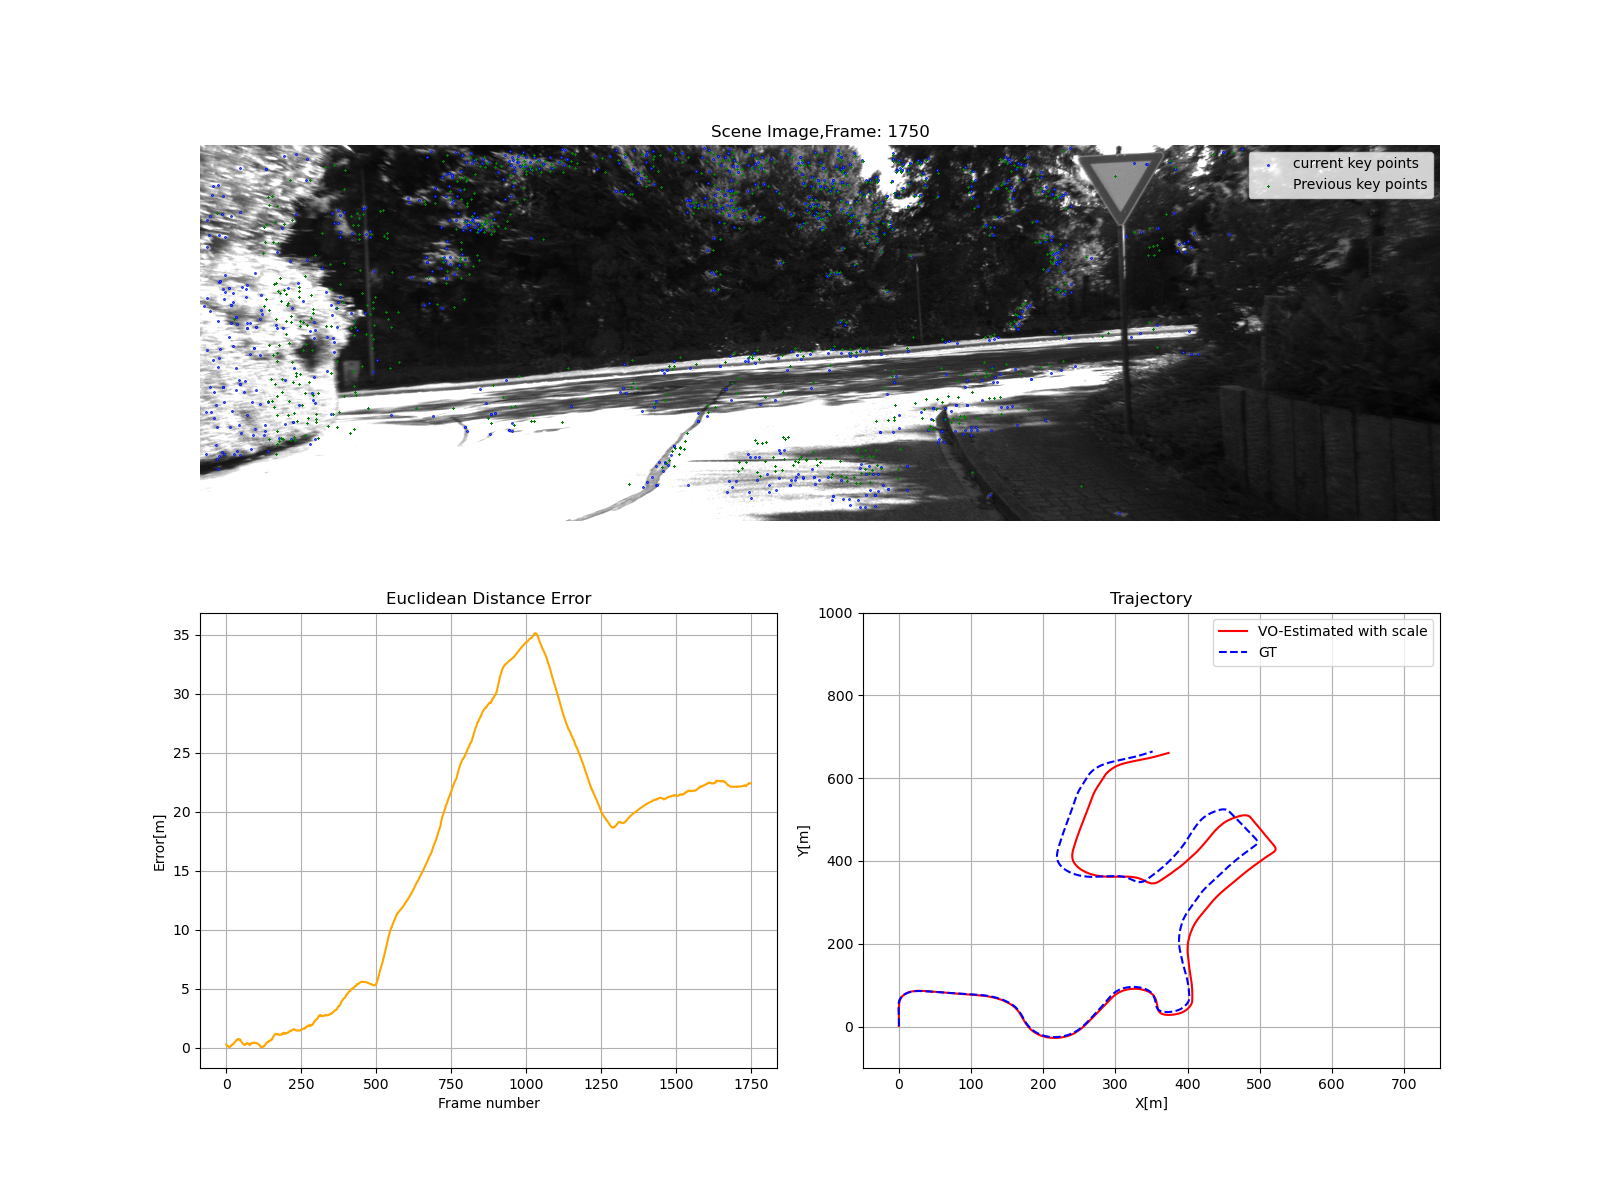 Scene Image,Frame: 1750
current key points
Previous key points
Euclidean Distance Error
35
30
25
20
15
10
5
0
Error[m]
0 250 500 750 1000 1250 1500 1750
Frame number
Trajectory
VO-Estimated with scale
GT
1000
800
600
400
200
0
Y[m]
0 100 200 300 400 500 600 700
X[m]